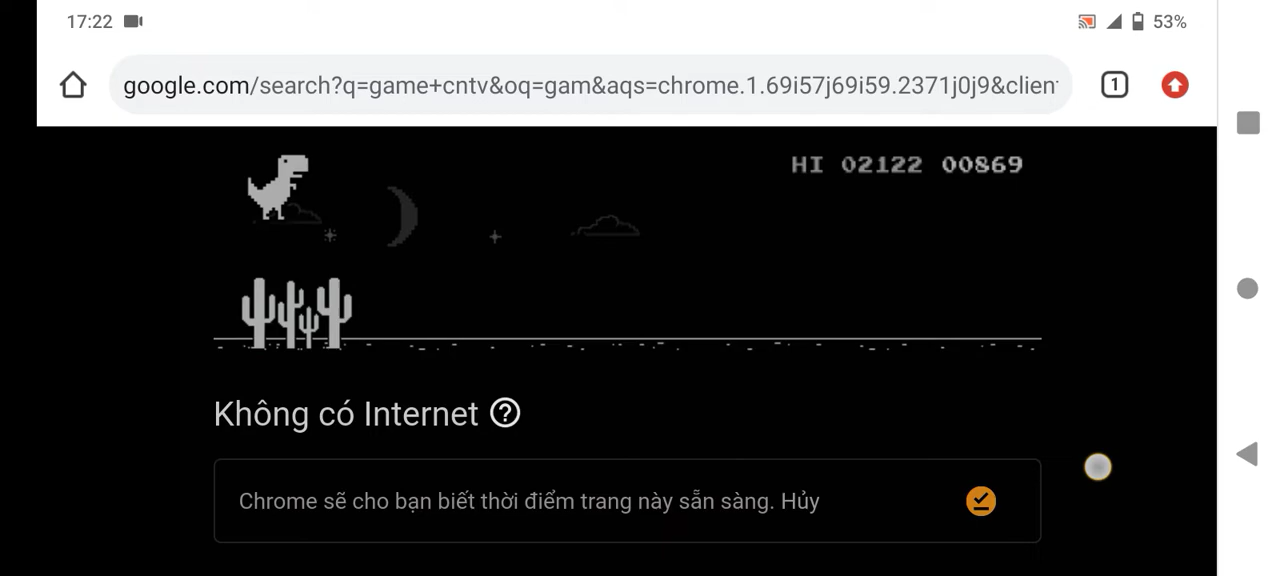 17:22
53%
google.com/search?q=game+cntv&oq=gam&aqs=chrome.1.69i57j69i59.2371j0j9&client
1
HI 02122 00869
Không có Internet ?
Chrome sẽ cho bạn biết thời điểm trang này sẵn sàng. Hủy